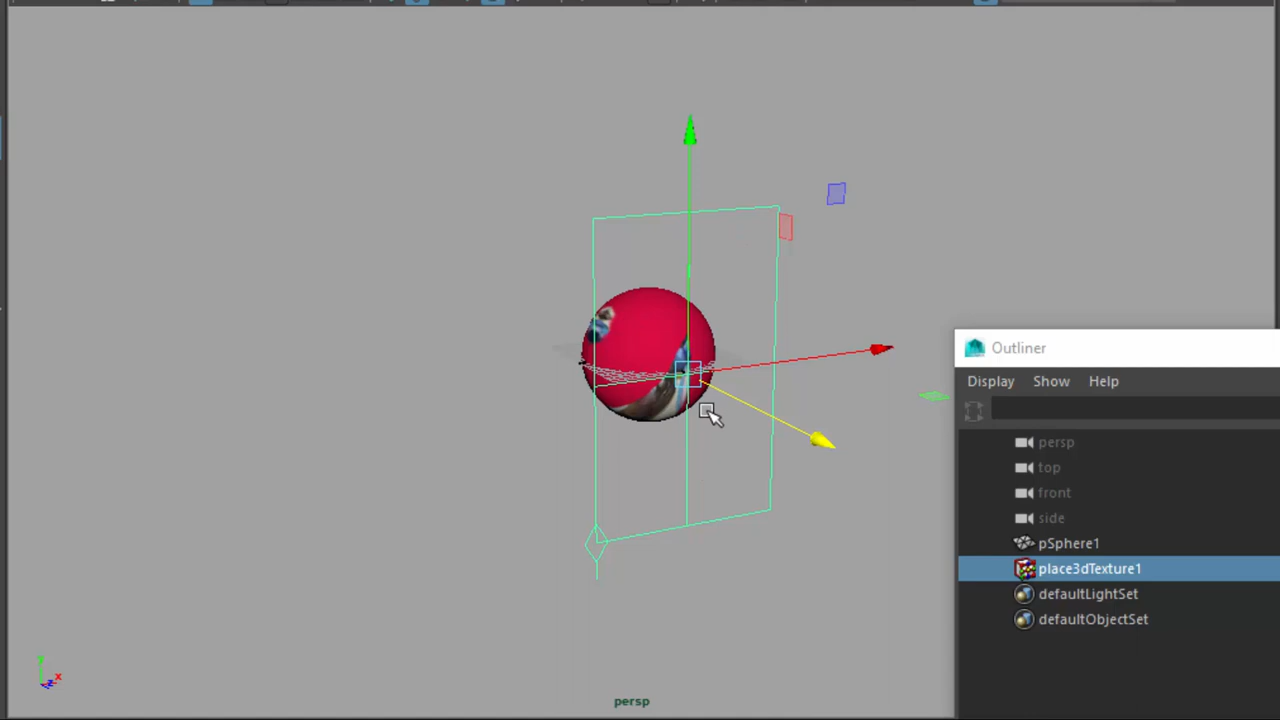 Outliner
Display Show Help
persp
top
front
side
pSphere1
place3dTexture1
defaultLightSet
defaultObjectSet
persp
y
x
z